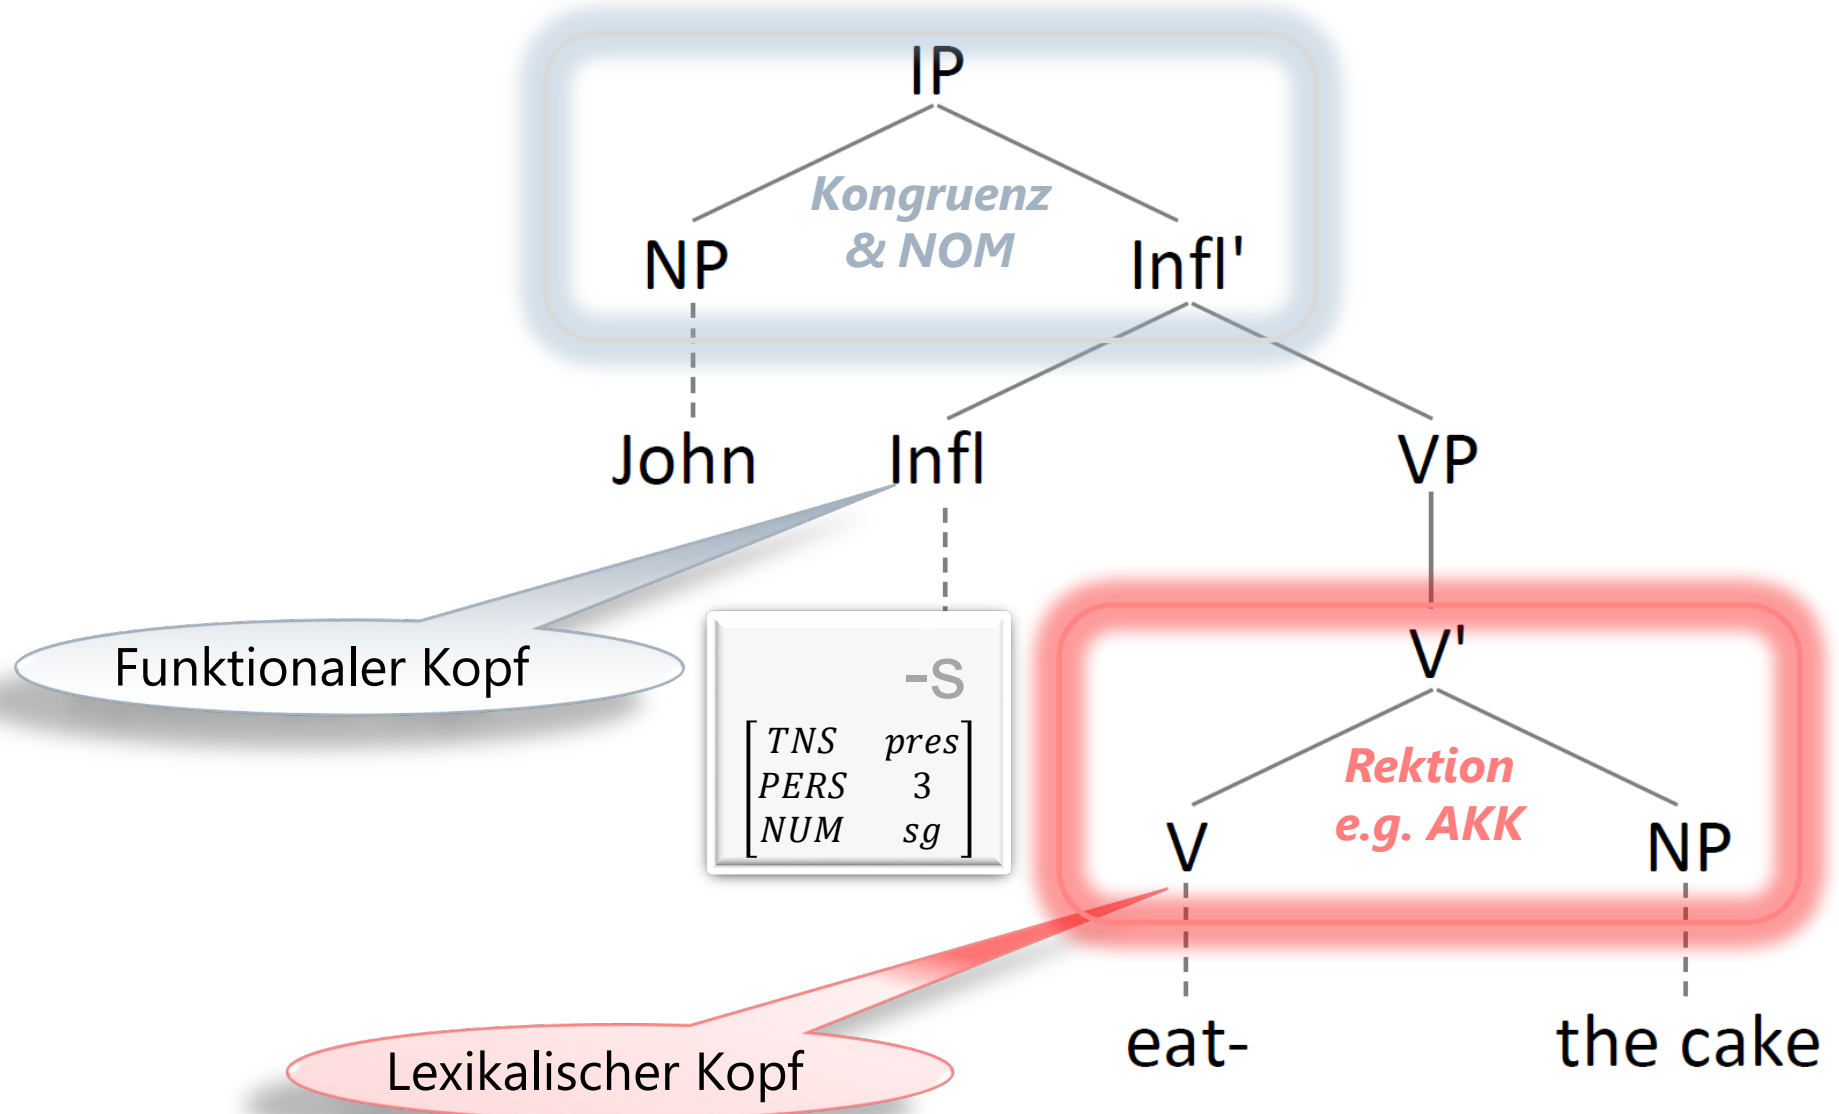 IP
Kongruenz
& NOM
NP Infl'
John Infl VP
Funktionaler Kopf
-s
TNS pres
PERS 3
NUM sg
V'
Rektion
e.g. AKK
V NP
eat- the cake
Lexikalischer Kopf